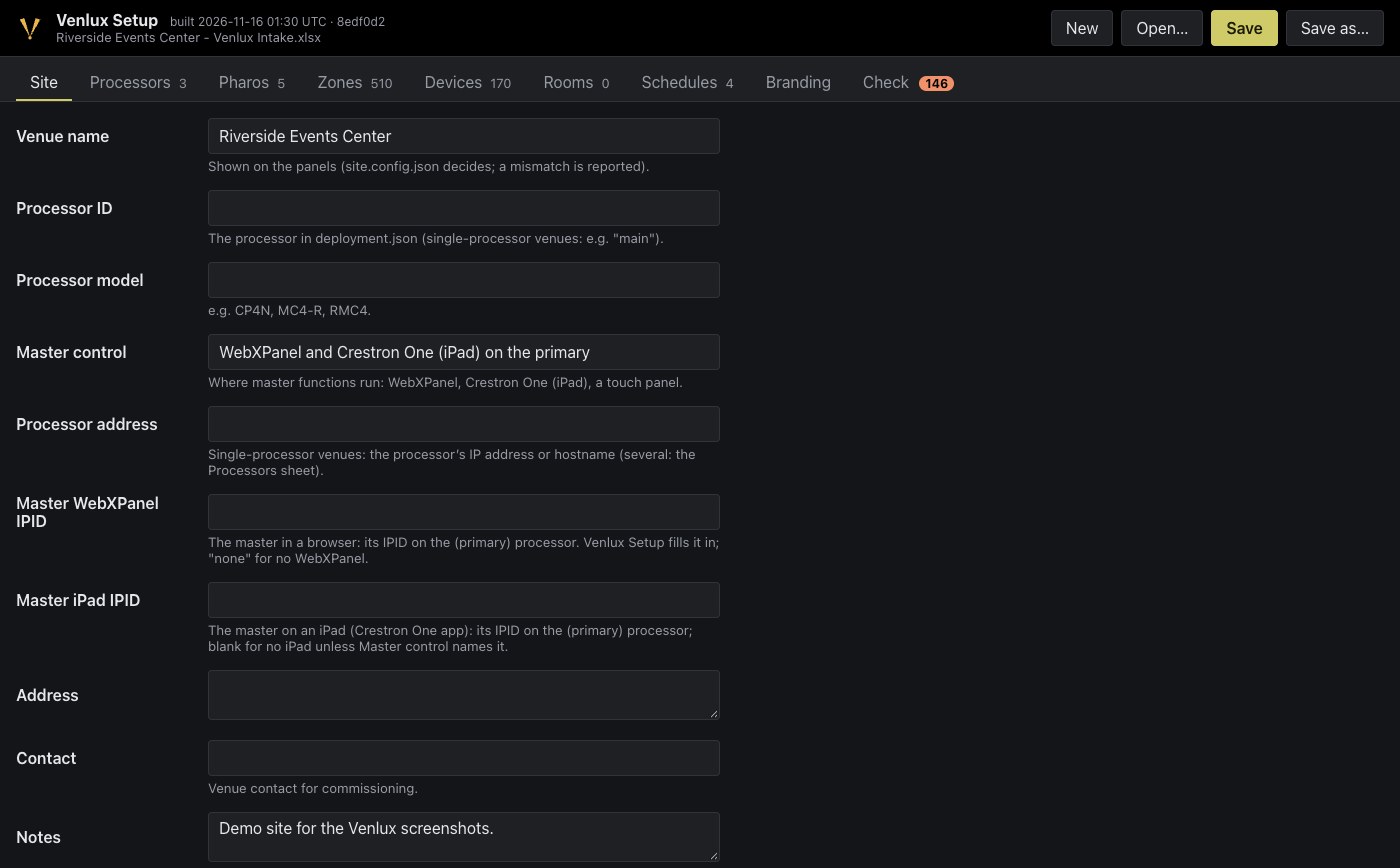 Venlux Setup built 2026-11-16 01:30 UTC · 8edf0d2
Riverside Events Center - Venlux Intake.xlsx
New Open... Save Save as...
Site Processors 3 Pharos 5 Zones 510 Devices 170 Rooms 0 Schedules 4 Branding Check 146
Venue name
Riverside Events Center
Shown on the panels (site.config.json decides; a mismatch is reported).
Processor ID
The processor in deployment.json (single-processor venues: e.g. "main").
Processor model
e.g. CP4N, MC4-R, RMC4.
Master control
WebXPanel and Crestron One (iPad) on the primary
Where master functions run: WebXPanel, Crestron One (iPad), a touch panel.
Processor address
Single-processor venues: the processor's IP address or hostname (several: the
Processors sheet).
Master WebXPanel
IPID
The master in a browser: its IPID on the (primary) processor. Venlux Setup fills it in;
"none" for no WebXPanel.
Master iPad IPID
The master on an iPad (Crestron One app): its IPID on the (primary) processor;
blank for no iPad unless Master control names it.
Address
Contact
Venue contact for commissioning.
Notes
Demo site for the Venlux screenshots.